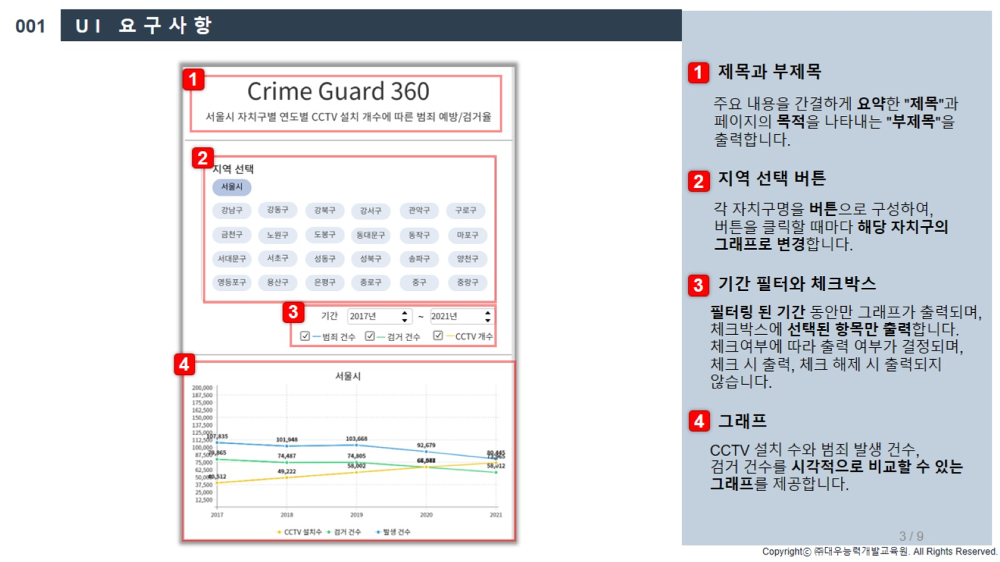 001
UI 요구사항
1
Crime Guard 360
서울시 자치구별 연도별 CCTV 설치 개수에 따른 범죄 예방/검거율
2
지역 선택
서울시
강남구 강동구 강북구 강서구 관악구 구로구
금천구 노원구 도봉구 동대문구 동작구 마포구
서대문구 서초구 성동구 성북구 송파구 양천구
영등포구 용산구 은평구 종로구 중구 중랑구
3
기간 2017년 ~ 2021년
범죄 건수 검거 건수 CCTV 개수
4
서울시
200,000
187,500
175,000
162,500
150,000
137,500
125,000
112,500
100,000
87,500
75,000
62,500
50,000
37,500
25,000
12,500
107,835 101,948 103,668 92,679 80,445
79,865 74,487 74,805 58,012
40,512 49,222 58,002 73,965
2017 2018 2019 2020 2021
CCTV 설치수 검거 건수 발생 건수
1 제목과 부제목
주요 내용을 간결하게 요약한 "제목"과
페이지의 목적을 나타내는 "부제목"을
출력합니다.
2 지역 선택 버튼
각 자치구명을 버튼으로 구성하여,
버튼을 클릭할 때마다 해당 자치구의
그래프로 변경합니다.
3 기간 필터와 체크박스
필터링 된 기간 동안만 그래프가 출력되며,
체크박스에 선택된 항목만 출력합니다.
체크여부에 따라 출력 여부가 결정되며,
체크 시 출력, 체크 해제 시 출력되지
않습니다.
4 그래프
CCTV 설치 수와 범죄 발생 건수,
검거 건수를 시각적으로 비교할 수 있는
그래프를 제공합니다.
3 / 9
Copyrightⓒ ㈜대우능력개발교육원. All Rights Reserved.